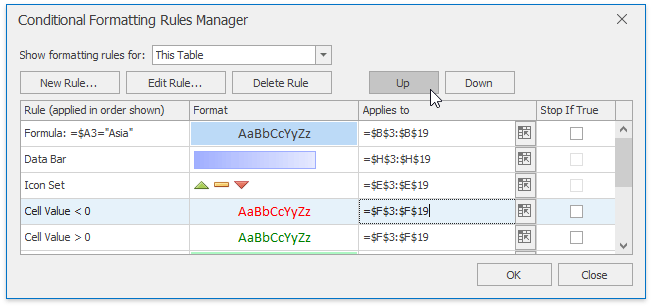 Conditional Formatting Rules Manager
Show formatting rules for: This Table
New Rule... Edit Rule... Delete Rule Up Down
Rule (applied in order shown) Format Applies to Stop If True
Formula: =$A3="Asia" AaBbCcYyZz =$B$3:$B$19
Data Bar =$H$3:$H$19
Icon Set =$E$3:$E$19
Cell Value < 0 AaBbCcYyZz =$F$3:$F$19
Cell Value > 0 AaBbCcYyZz =$F$3:$F$19
OK Close